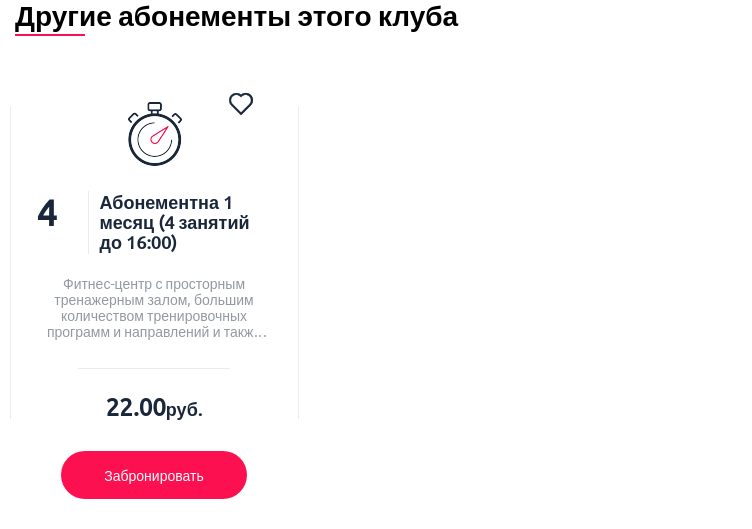 Другие абонементы этого клуба
4
Абонементна 1
месяц (4 занятий
до 16:00)
Фитнес-центр с просторным
тренажерным залом, большим
количеством тренировочных
программ и направлений и такж...
22.00руб.
Забронировать